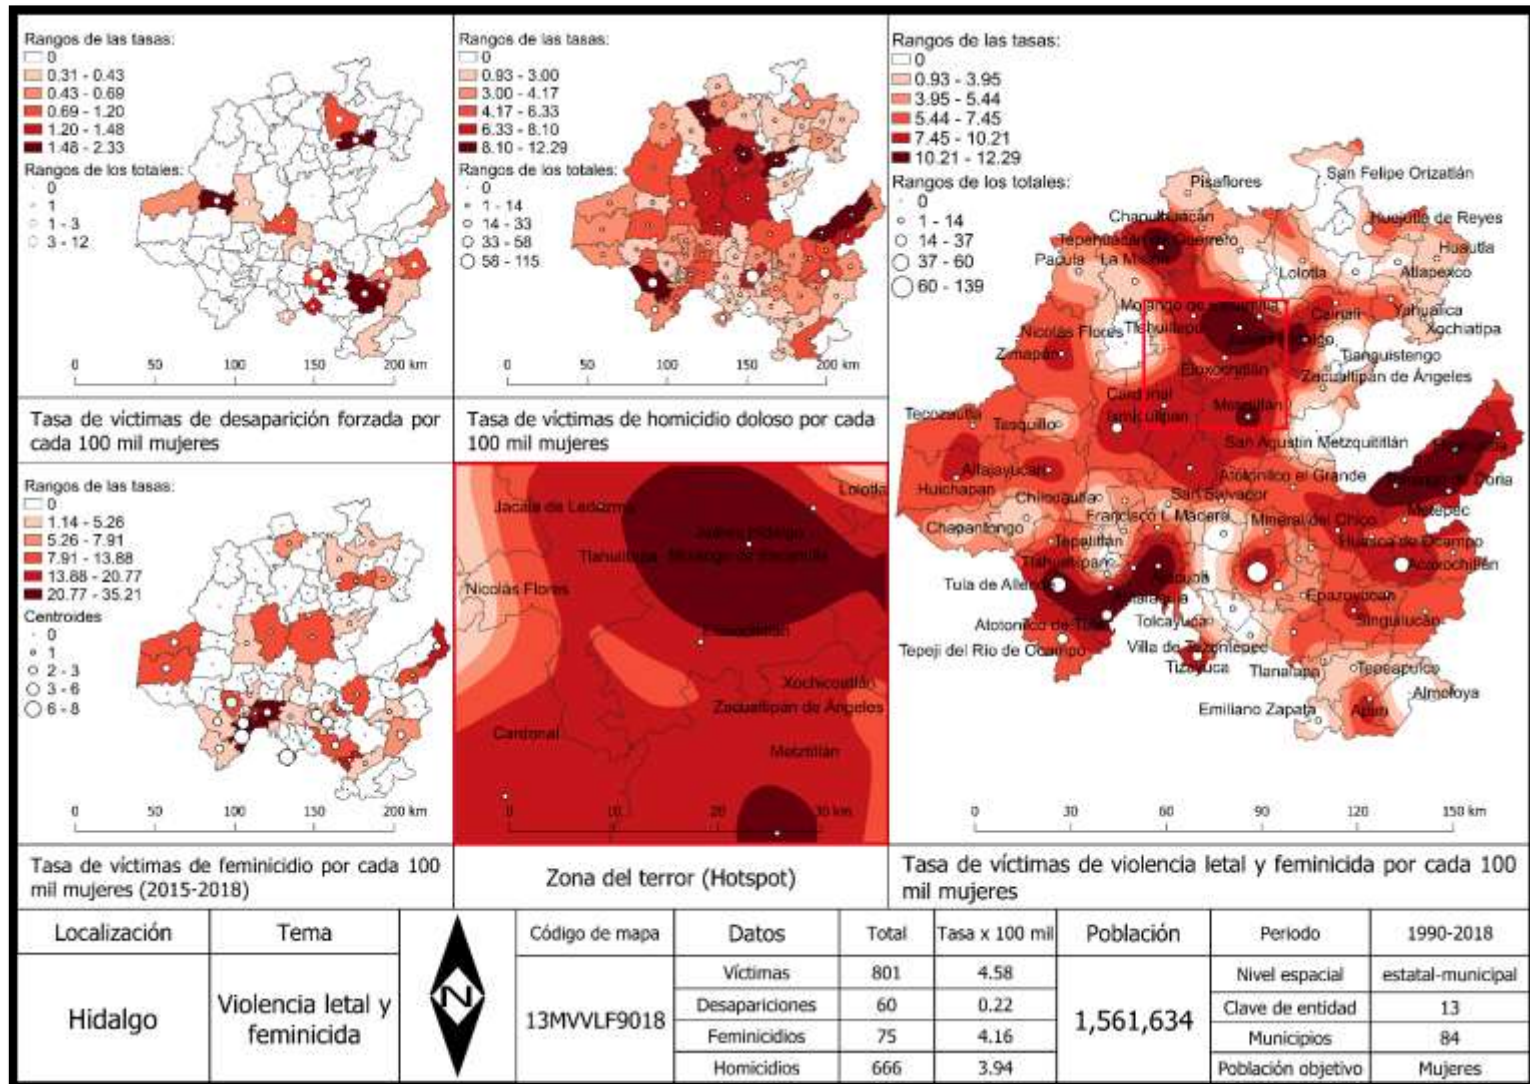 Rangos de las tasas:
0
0.31 - 0.43
0.43 - 0.69
0.69 - 1.20
1.20 - 1.48
1.48 - 2.33
Rangos de los totales:
0
1
1 - 3
3 - 12
0 50 100 150 200 km
Tasa de víctimas de desaparición forzada por
cada 100 mil mujeres
Rangos de las tasas:
0
0.93 - 3.00
3.00 - 4.17
4.17 - 6.33
6.33 - 8.10
8.10 - 12.29
Rangos de los totales:
0
1 - 14
14 - 33
33 - 58
58 - 115
0 50 100 150 200 km
Tasa de víctimas de homicidio doloso por cada
100 mil mujeres
Rangos de las tasas:
0
0.93 - 3.95
3.95 - 5.44
5.44 - 7.45
7.45 - 10.21
10.21 - 12.29
Rangos de los totales:
0
1 - 14
14 - 37
37 - 60
60 - 139
San Felipe Orizatlán
Pisaflores
Chapulhuacán
Huejutla de Reyes
Tepehuacán de Guerrero
Huautla
Pacula La Misión
Lolotla
Atlapexco
Molango de Escamilla
Yahualica
Calnali
Nicolás Flores
Tlahuiltepa
Xochiatipa
Zimapán
Tianguistengo
Eloxochitlán
Zacualtipán de Ángeles
Cardonal
Tecozautla
Ixmiquilpan
Metztitlán
Tasquillo
San Agustín Metzquititlán
Alfajayucan
Atotonilco el Grande
Huichapan
Chilcuautla
San Salvador
Metepec
Chapantongo
Francisco I. Madero
Mineral del Chico
Tepatitlán
Huasca de Ocampo
Tlahuelilpan
Acaxochitlán
Tula de Allende
Epazoyucan
Atotonilco de Tula
Tolcayuca
Singuilucan
Tepeji del Río de Ocampo
Villa de Tezontepec
Tizayuca
Tlanalapa
Tepeapulco
Almoloya
Emiliano Zapata
Apan
0 30 60 90 120 150 km
Tasa de víctimas de violencia letal y feminicida por cada 100
mil mujeres
Rangos de las tasas:
0
1.14 - 5.26
5.26 - 7.91
7.91 - 13.88
13.88 - 20.77
20.77 - 35.21
Centroides
0
1
2 - 3
3 - 6
6 - 8
0 50 100 150 200 km
Tasa de víctimas de feminicidio por cada 100
mil mujeres (2015-2018)
Lolotla
Jacala de Ledezma
Juárez Hidalgo
Tlahuiltepa Molango de Escamilla
Nicolás Flores
Eloxochitlán
Xochicoatlán
Zacualtipán de Ángeles
Cardonal
Metztitlán
0 10 20 30 km
Zona del terror (Hotspot)
Localización
Hidalgo
Tema
Violencia letal y
feminicida
N
Código de mapa
13MVVLF9018
Datos Total Tasa x 100 mil
Víctimas 801 4.58
Desapariciones 60 0.22
Feminicidios 75 4.16
Homicidios 666 3.94
Población
1,561,634
Periodo 1990-2018
Nivel espacial estatal-municipal
Clave de entidad 13
Municipios 84
Población objetivo Mujeres